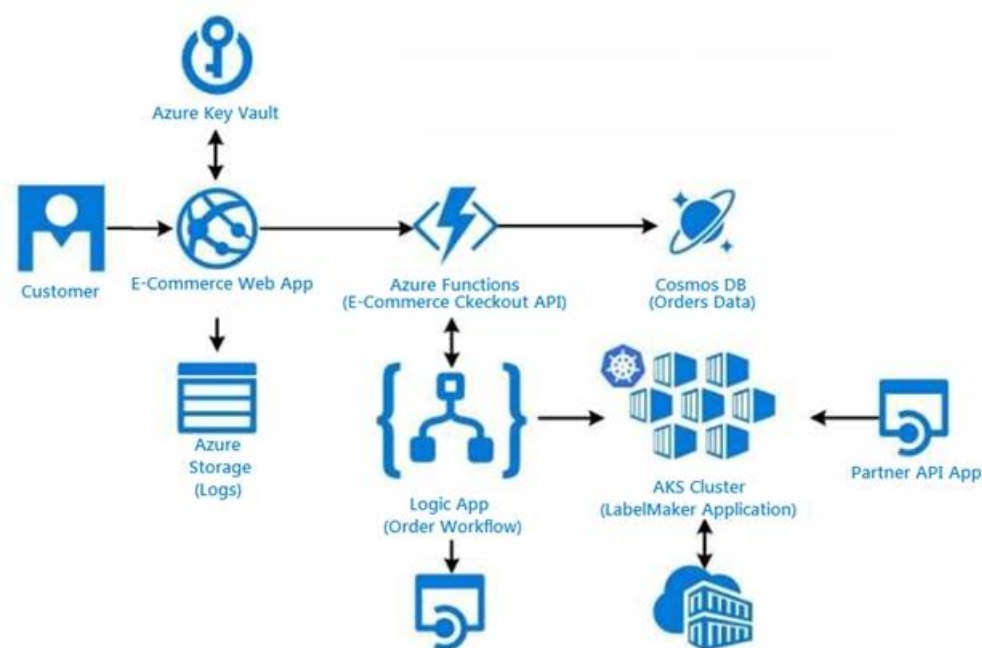 Azure Key Vault
Customer
E-Commerce Web App
Azure Functions
(E-Commerce Ckeckout API)
Cosmos DB
(Orders Data)
Azure
Storage
(Logs)
Logic App
(Order Workflow)
AKS Cluster
(LabelMaker Application)
Partner API App